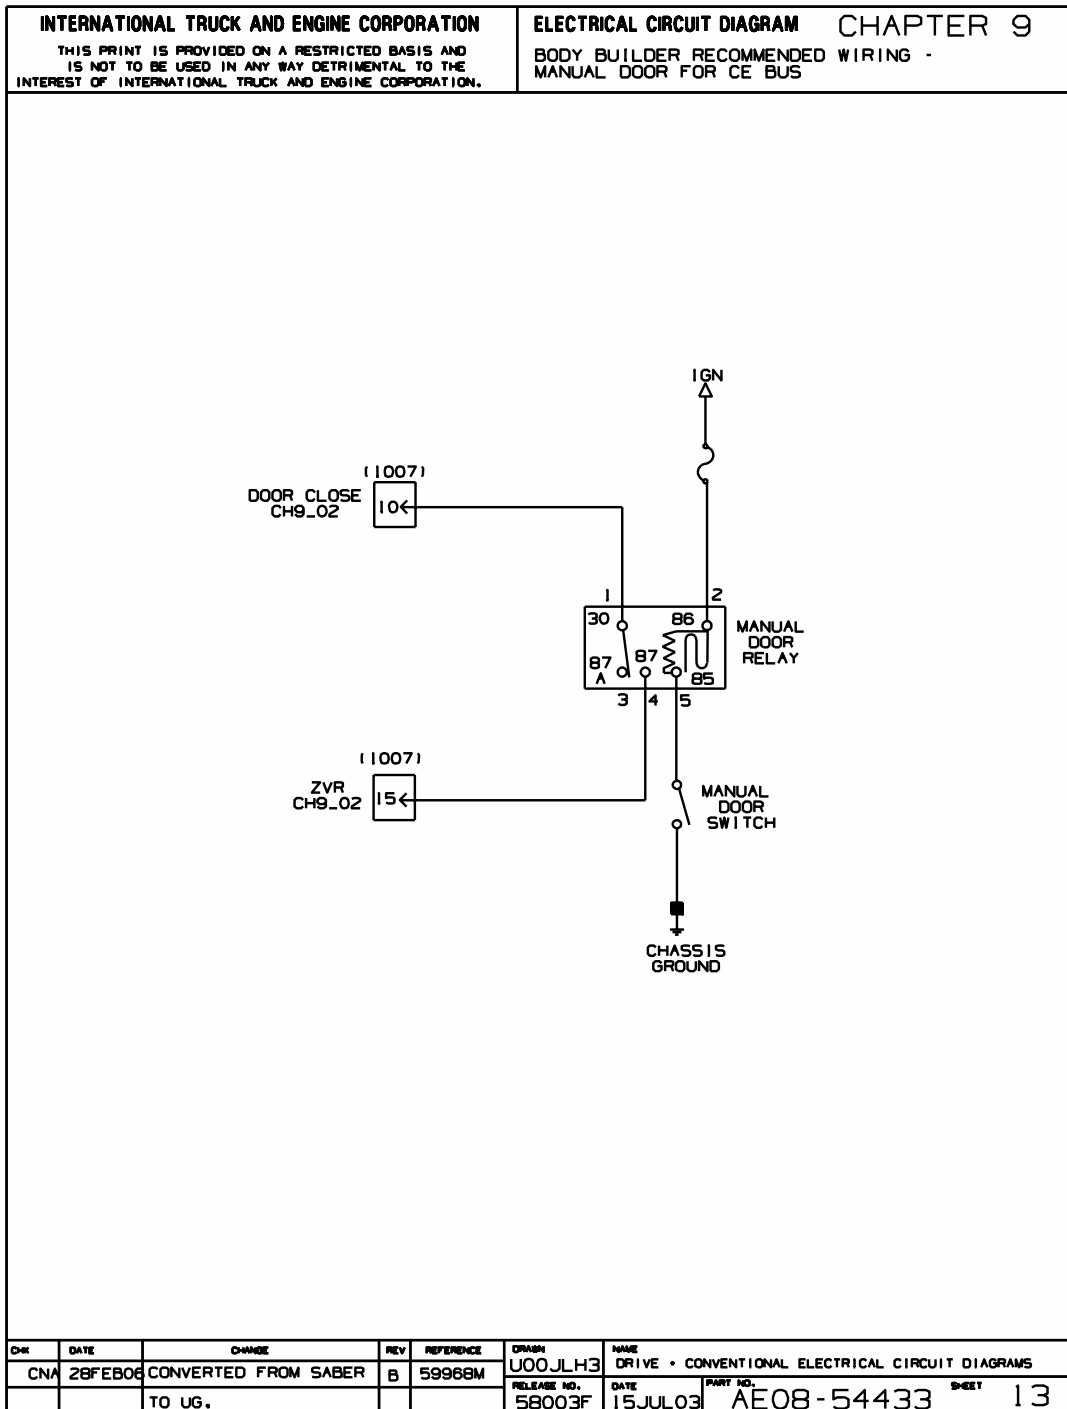 INTERNATIONAL TRUCK AND ENGINE CORPORATION
THIS PRINT IS PROVIDED ON A RESTRICTED BASIS AND
IS NOT TO BE USED IN ANY WAY DETRIMENTAL TO THE
INTEREST OF INTERNATIONAL TRUCK AND ENGINE CORPORATION.
ELECTRICAL CIRCUIT DIAGRAM CHAPTER 9
BODY BUILDER RECOMMENDED WIRING -
MANUAL DOOR FOR CE BUS
IGN
(1007)
DOOR CLOSE
CH9_02
10
1 2
30 86
MANUAL
DOOR
RELAY
87
A
87
85
3 4 5
(1007)
ZVR
CH9_02
15
MANUAL
DOOR
SWITCH
CHASSIS
GROUND
CHK DATE CHANGE REV REFERENCE
CNA 28FEB06 CONVERTED FROM SABER B 59968M
TO UG.
DRAWN
U00JLH3
NAME
DRIVE • CONVENTIONAL ELECTRICAL CIRCUIT DIAGRAMS
RELEASE NO.
58003F
DATE
15JUL03
PART NO.
AE08-54433
SHEET
13